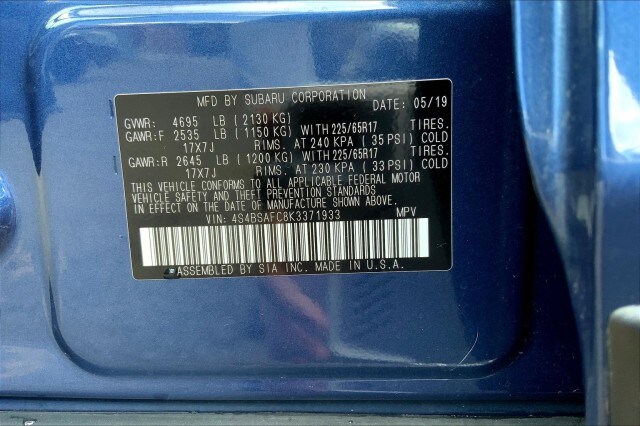 MFD BY SUBARU CORPORATION
DATE: 05/19
GVWR: 4695 LB ( 2130 KG)
GAWR:F 2535 LB ( 1150 KG) WITH 225/65R17 TIRES.
17X7J RIMS. AT 240 KPA ( 35 PSI) COLD
GAWR:R 2645 LB ( 1200 KG) WITH 225/65R17 TIRES.
17X7J RIMS. AT 230 KPA ( 33 PSI) COLD
THIS VEHICLE CONFORMS TO ALL APPLICABLE FEDERAL MOTOR
VEHICLE SAFETY AND THEFT PREVENTION STANDARDS
IN EFFECT ON THE DATE OF MANUFACTURE SHOWN ABOVE.
VIN: 4S4BSAFC8K3371933 MPV
ASSEMBLED BY SIA INC. MADE IN U.S.A.